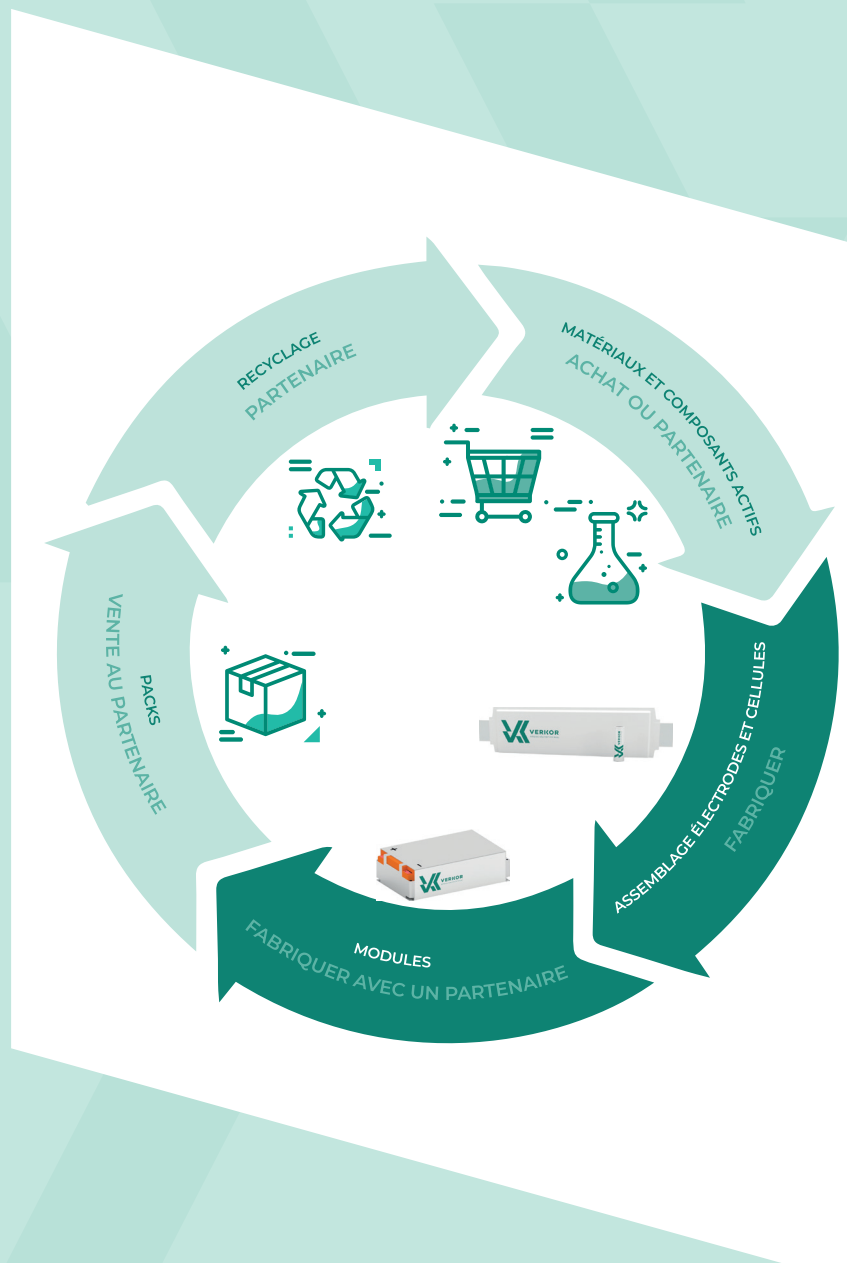 RECYCLAGE
PARTENAIRE
MATÉRIAUX ET COMPOSANTS ACTIFS
ACHAT OU PARTENAIRE
ASSEMBLAGE ÉLECTRODES ET CELLULES
FABRIQUER
MODULES
FABRIQUER AVEC UN PARTENAIRE
PACKS
VENTE AU PARTENAIRE
VERKOR
VERKOR
VERKOR